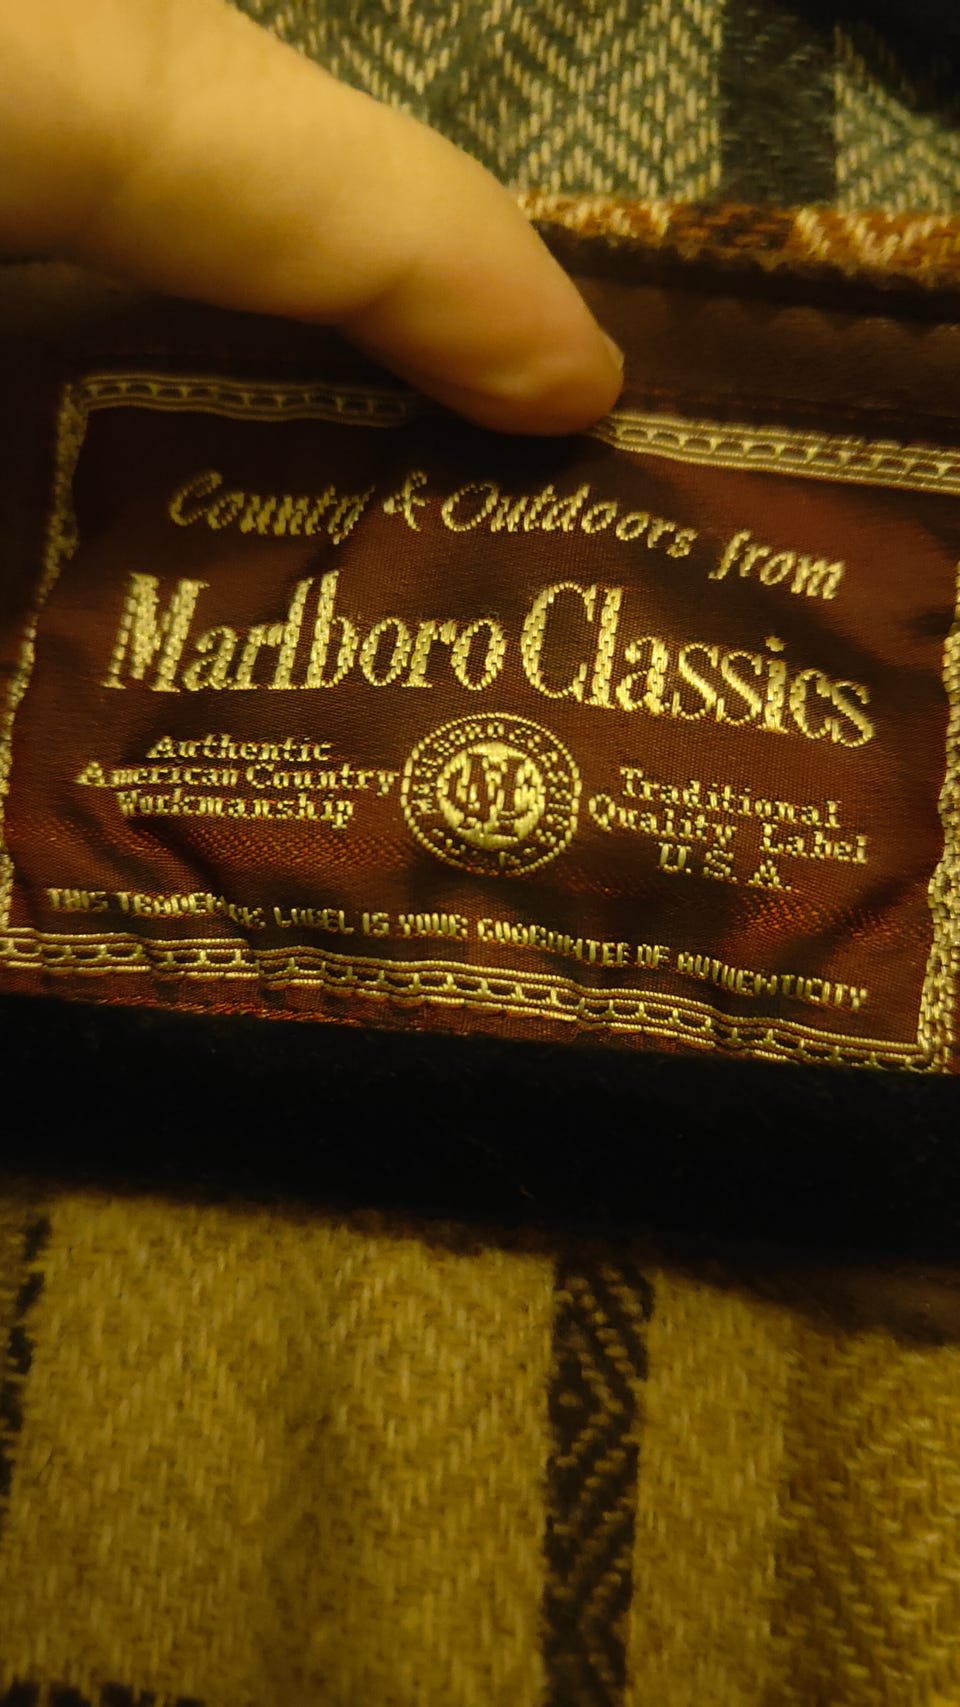 County & Outdoors from
Marlboro Classics
Authentic
American Country
Workmanship
Traditional
Quality Label
U.S.A.
THIS TRADEMARK LABEL IS YOUR GUARANTEE OF AUTHENTICITY